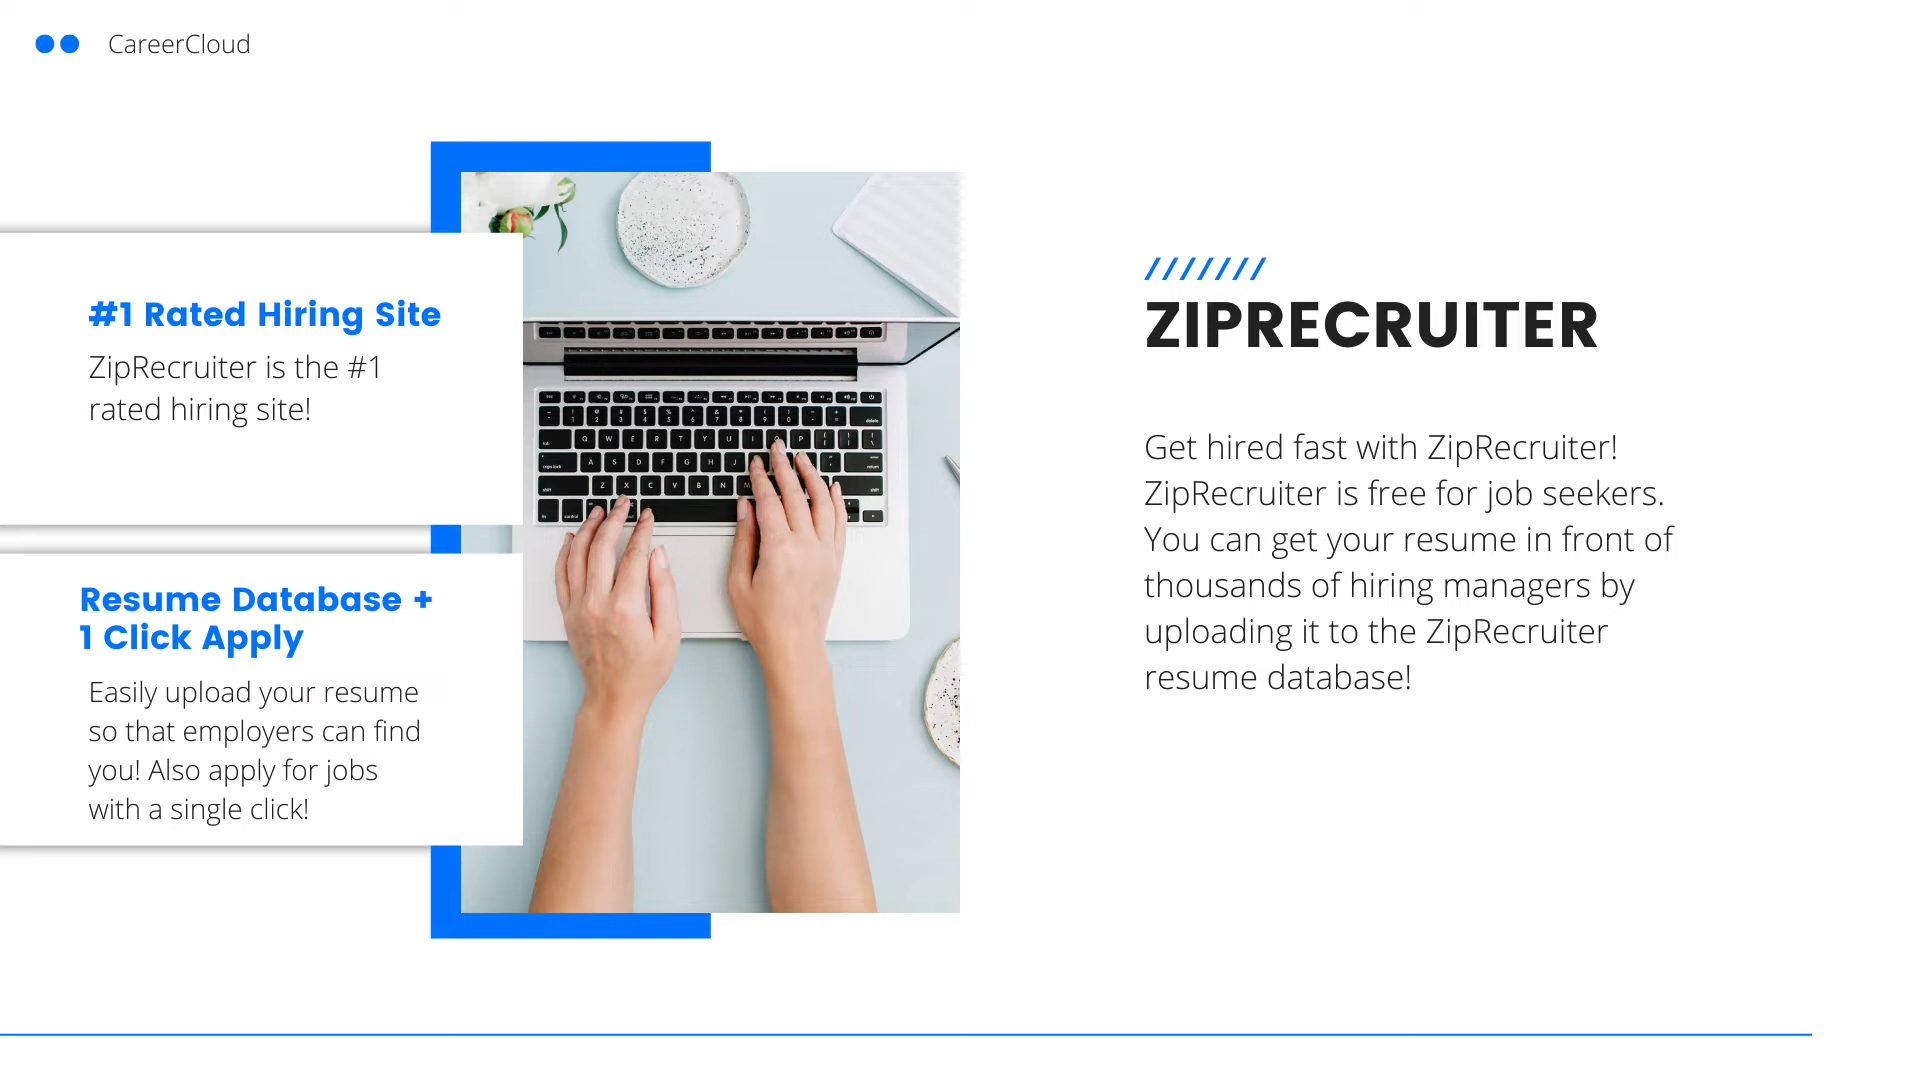 CareerCloud
#1 Rated Hiring Site
ZipRecruiter is the #1
rated hiring site!
Resume Database +
1 Click Apply
Easily upload your resume
so that employers can find
you! Also apply for jobs
with a single click!
///////
ZIPRECRUITER
Get hired fast with ZipRecruiter!
ZipRecruiter is free for job seekers.
You can get your resume in front of
thousands of hiring managers by
uploading it to the ZipRecruiter
resume database!